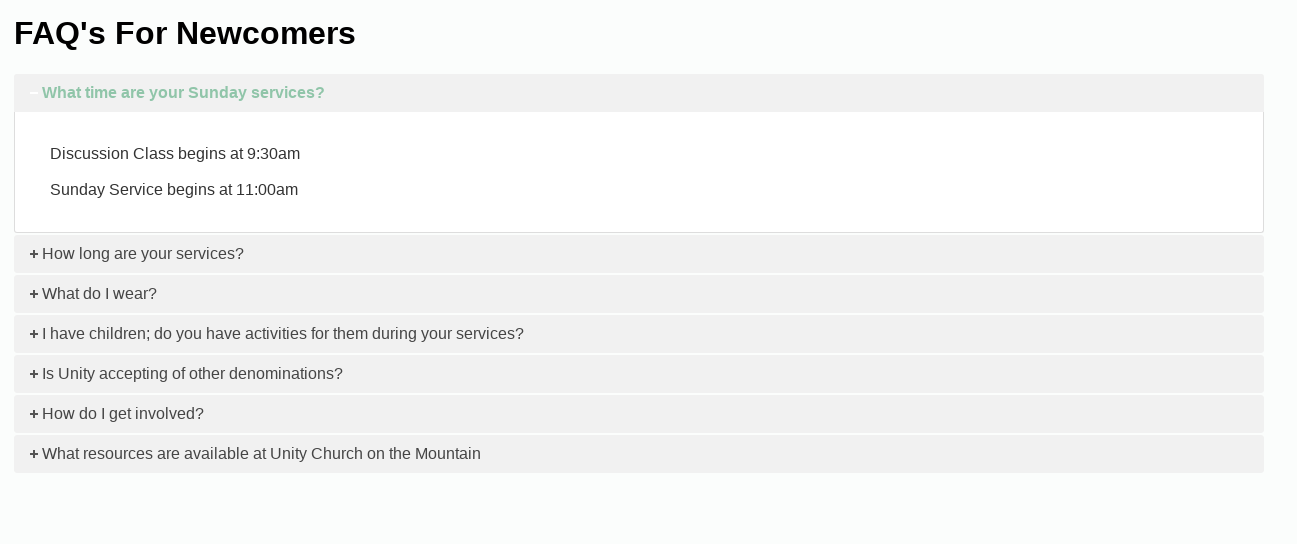 FAQ's For Newcomers
What time are your Sunday services?
Discussion Class begins at 9:30am
Sunday Service begins at 11:00am
How long are your services?
What do I wear?
I have children; do you have activities for them during your services?
Is Unity accepting of other denominations?
How do I get involved?
What resources are available at Unity Church on the Mountain